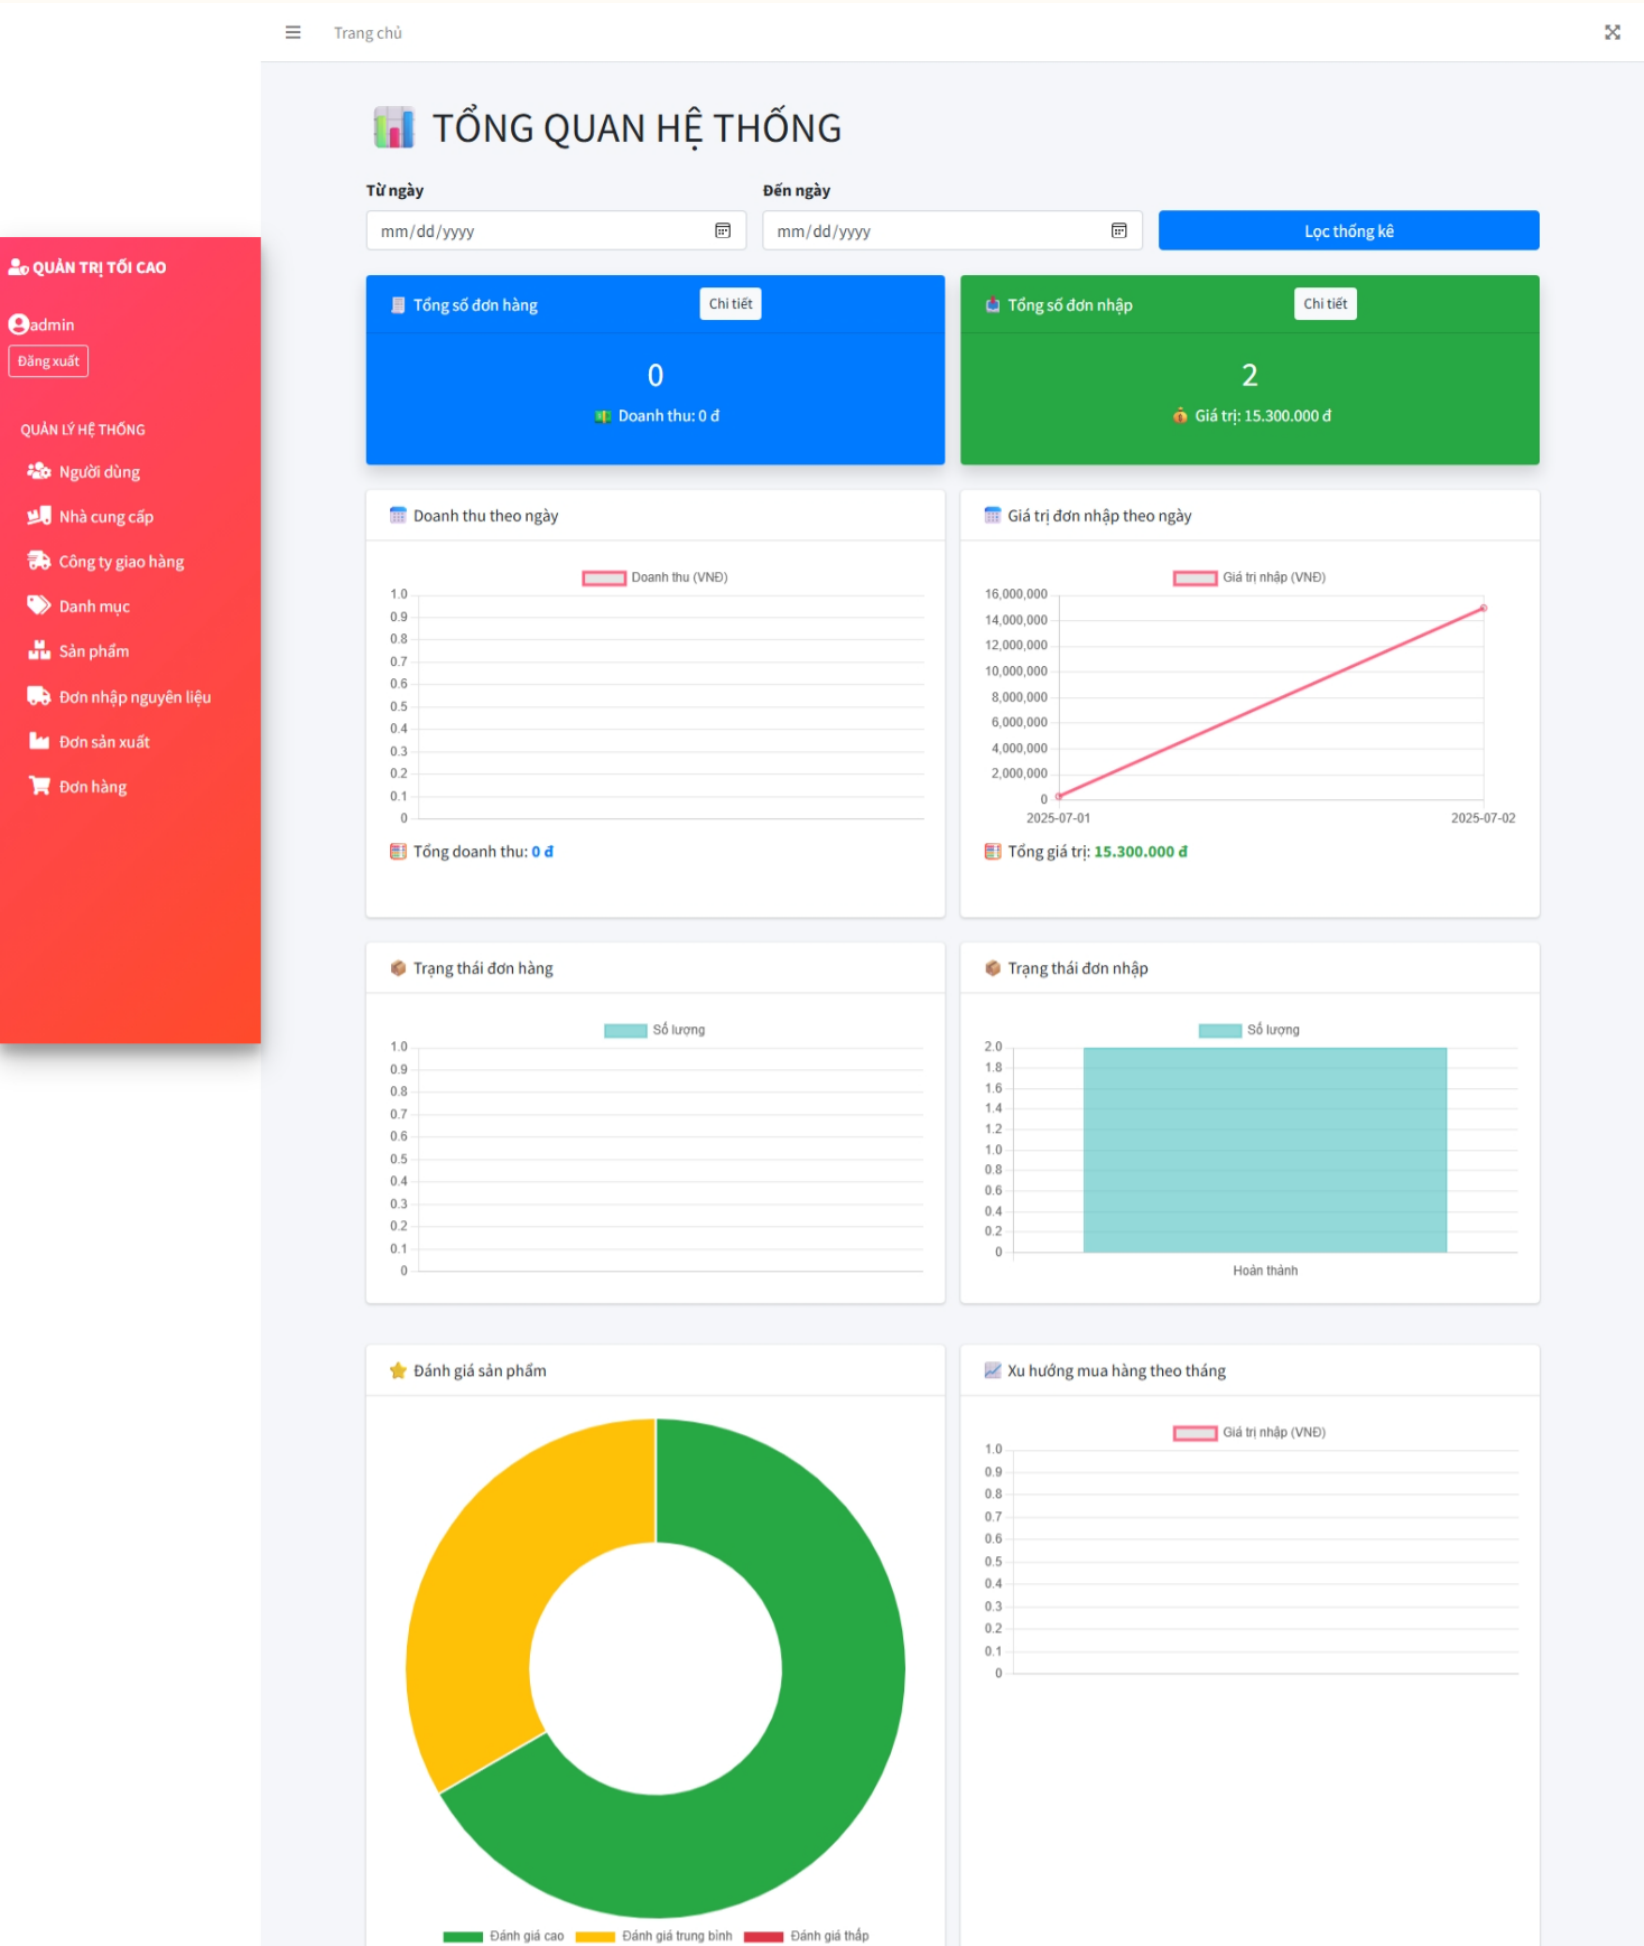 Trang chủ
TỔNG QUAN HỆ THỐNG
Từ ngày
Đến ngày
mm/dd/yyyy
mm/dd/yyyy
Lọc thống kê
QUẢN TRỊ TỐI CAO
admin
Đăng xuất
QUẢN LÝ HỆ THỐNG
Người dùng
Nhà cung cấp
Công ty giao hàng
Danh mục
Sản phẩm
Đơn nhập nguyên liệu
Đơn sản xuất
Đơn hàng
Tổng số đơn hàng
Chi tiết
0
Doanh thu: 0 đ
Tổng số đơn nhập
Chi tiết
2
Giá trị: 15.300.000 đ
Doanh thu theo ngày
Doanh thu (VNĐ)
1.0
0.9
0.8
0.7
0.6
0.5
0.4
0.3
0.2
0.1
0
Tổng doanh thu: 0 đ
Giá trị đơn nhập theo ngày
Giá trị nhập (VNĐ)
16,000,000
14,000,000
12,000,000
10,000,000
8,000,000
6,000,000
4,000,000
2,000,000
0
2025-07-01
2025-07-02
Tổng giá trị: 15.300.000 đ
Trạng thái đơn hàng
Số lượng
1.0
0.9
0.8
0.7
0.6
0.5
0.4
0.3
0.2
0.1
0
Trạng thái đơn nhập
Số lượng
2.0
1.8
1.6
1.4
1.2
1.0
0.8
0.6
0.4
0.2
0
Hoàn thành
Đánh giá sản phẩm
Đánh giá cao
Đánh giá trung bình
Đánh giá thấp
Xu hướng mua hàng theo tháng
Giá trị nhập (VNĐ)
1.0
0.9
0.8
0.7
0.6
0.5
0.4
0.3
0.2
0.1
0